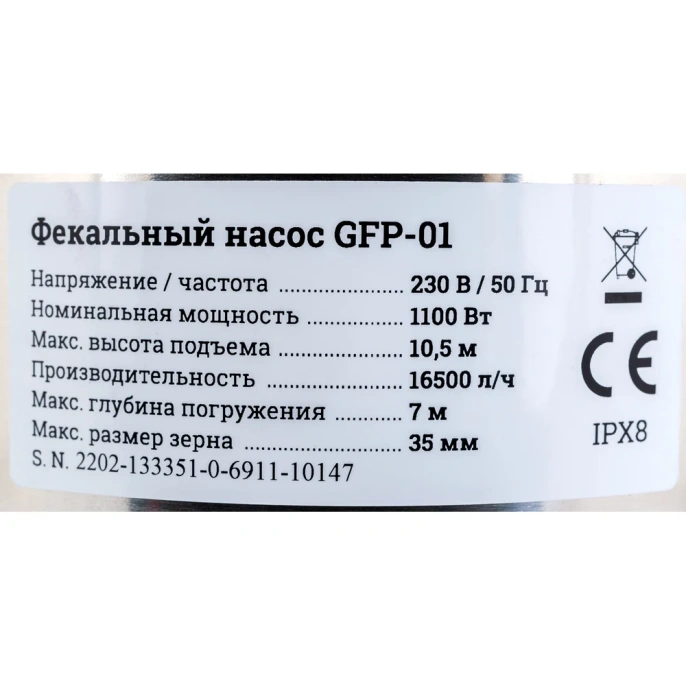 Фекальный насос GFP-01
Напряжение / частота ..................... 230 В / 50 Гц
Номинальная мощность ................ 1100 Вт
Макс. высота подъема ..................... 10,5 м
Производительность ....................... 16500 л/ч
Макс. глубина погружения ........... 7 м
Макс. размер зерна .......................... 35 мм
S. N. 2202-133351-0-6911-10147
CE
IPX8